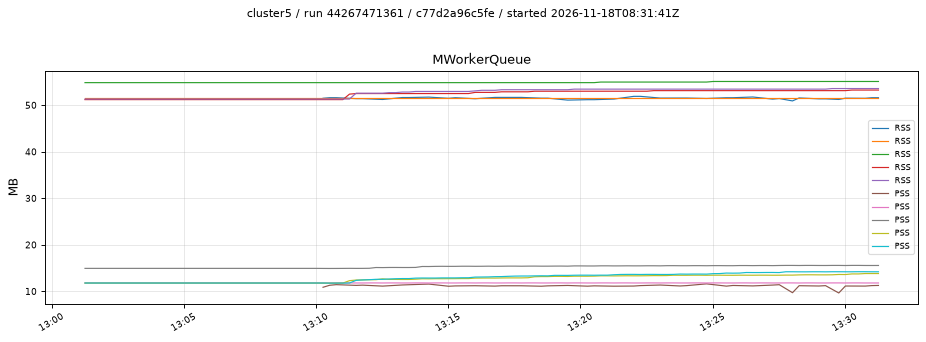 cluster5 / run 44267471361 / c77d2a96c5fe / started 2026-11-18T08:31:41Z
MWorkerQueue
MB
50
40
30
20
10
RSS
RSS
RSS
RSS
RSS
PSS
PSS
PSS
PSS
PSS
13:00
13:05
13:10
13:15
13:20
13:25
13:30